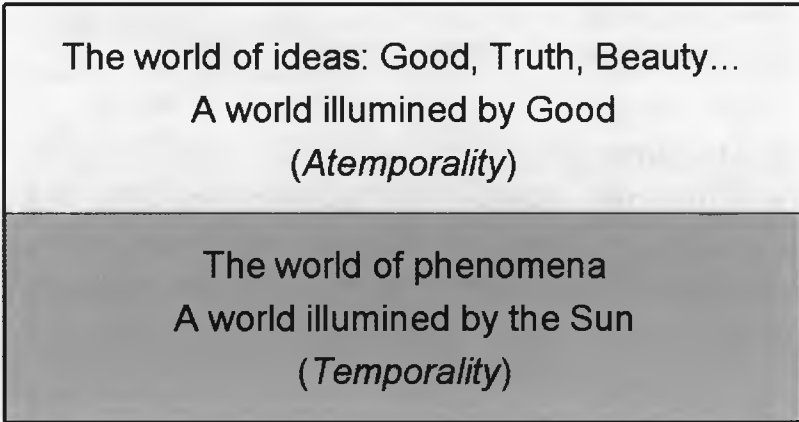 The world of ideas: Good, Truth, Beauty...
A world illumined by Good
(Atemporality)
The world of phenomena
A world illumined by the Sun
(Temporality)